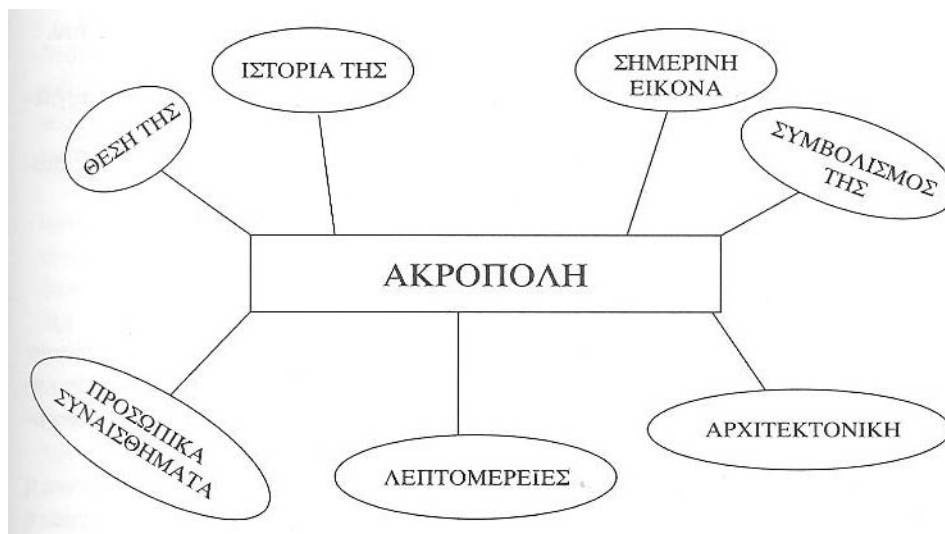 ΙΣΤΟΡΙΑ ΤΗΣ
ΣΗΜΕΡΙΝΗ
ΕΙΚΟΝΑ
ΘΕΣΗ ΤΗΣ
ΣΥΜΒΟΛΙΣΜΟΣ
ΤΗΣ
ΑΚΡΟΠΟΛΗ
ΠΡΟΣΩΠΙΚΑ
ΣΥΝΑΙΣΘΗΜΑΤΑ
ΛΕΠΤΟΜΕΡΕΙΕΣ
ΑΡΧΙΤΕΚΤΟΝΙΚΗ